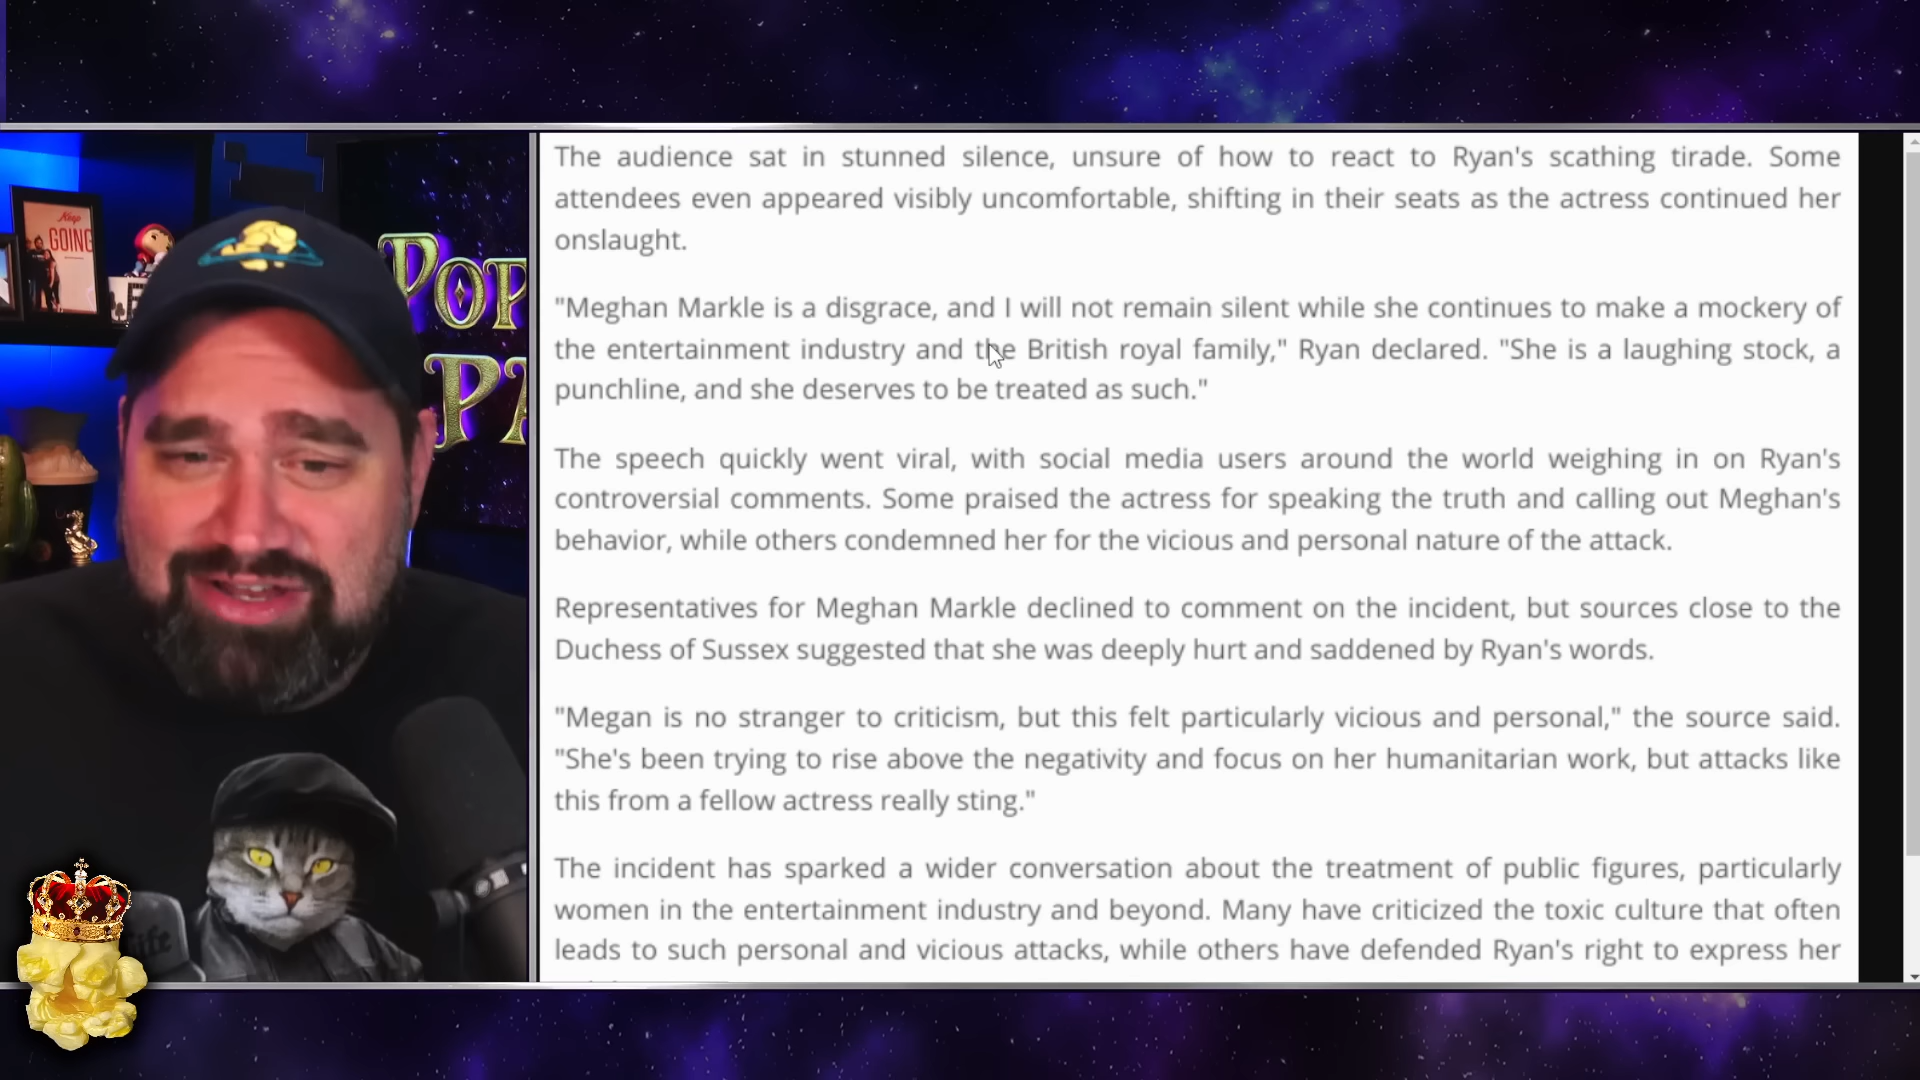 Keep
GOING
POP
PA
The audience sat in stunned silence, unsure of how to react to Ryan's scathing tirade. Some
attendees even appeared visibly uncomfortable, shifting in their seats as the actress continued her
onslaught.
"Meghan Markle is a disgrace, and I will not remain silent while she continues to make a mockery of
the entertainment industry and the British royal family," Ryan declared. "She is a laughing stock, a
punchline, and she deserves to be treated as such."
The speech quickly went viral, with social media users around the world weighing in on Ryan's
controversial comments. Some praised the actress for speaking the truth and calling out Meghan's
behavior, while others condemned her for the vicious and personal nature of the attack.
Representatives for Meghan Markle declined to comment on the incident, but sources close to the
Duchess of Sussex suggested that she was deeply hurt and saddened by Ryan's words.
"Megan is no stranger to criticism, but this felt particularly vicious and personal," the source said.
"She's been trying to rise above the negativity and focus on her humanitarian work, but attacks like
this from a fellow actress really sting."
The incident has sparked a wider conversation about the treatment of public figures, particularly
women in the entertainment industry and beyond. Many have criticized the toxic culture that often
leads to such personal and vicious attacks, while others have defended Ryan's right to express her